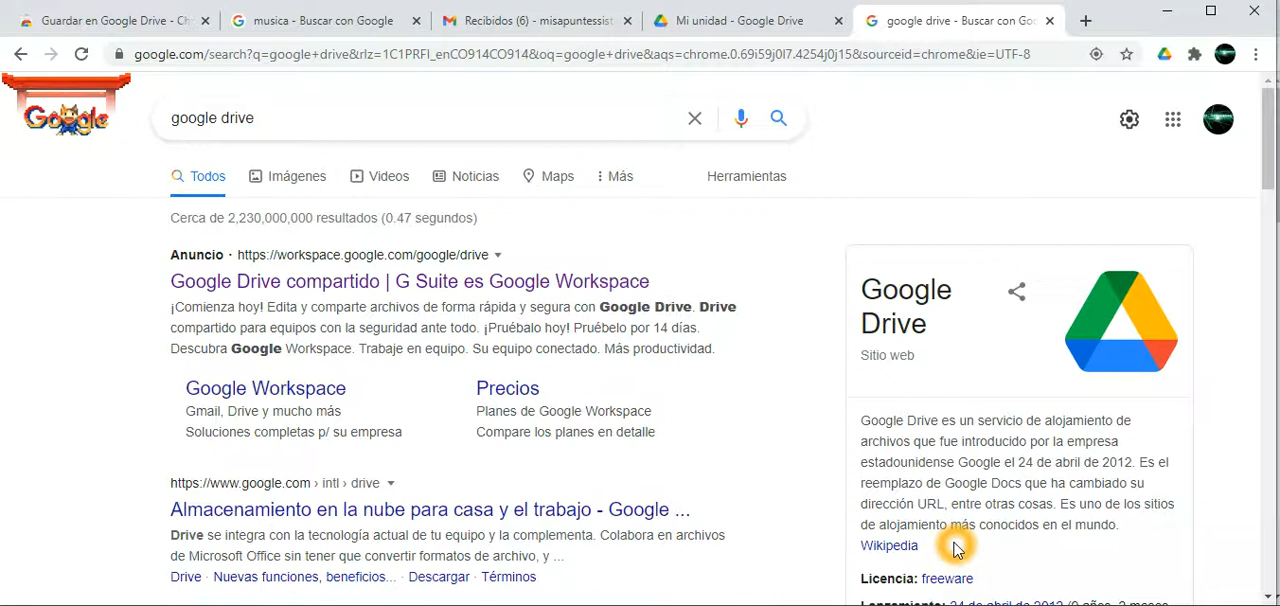 Guardar en Google Drive - Ch
musica - Buscar con Google
Recibidos (6) - misapuntessist
Mi unidad - Google Drive
google drive - Buscar con Goo
google.com/search?q=google+drive&rlz=1C1PRFI_enCO914CO914&oq=google+drive&aqs=chrome.0.69i59j0l7.4254j0j15&sourceid=chrome&ie=UTF-8
Google
google drive
Todos
Imágenes
Videos
Noticias
Maps
Más
Herramientas
Cerca de 2,230,000,000 resultados (0.47 segundos)
Anuncio · https://workspace.google.com/google/drive
Google Drive compartido | G Suite es Google Workspace
¡Comienza hoy! Edita y comparte archivos de forma rápida y segura con Google Drive. Drive
compartido para equipos con la seguridad ante todo. ¡Pruébalo hoy! Pruébelo por 14 días.
Descubra Google Workspace. Trabaje en equipo. Su equipo conectado. Más productividad.
Google Workspace
Gmail, Drive y mucho más
Soluciones completas p/ su empresa
Precios
Planes de Google Workspace
Compare los planes en detalle
https://www.google.com › intl › drive
Almacenamiento en la nube para casa y el trabajo - Google ...
Drive se integra con la tecnología actual de tu equipo y la complementa. Colabora en archivos
de Microsoft Office sin tener que convertir formatos de archivo, y ...
Drive · Nuevas funciones, beneficios... · Descargar · Términos
Google
Drive
Sitio web
Google Drive es un servicio de alojamiento de
archivos que fue introducido por la empresa
estadounidense Google el 24 de abril de 2012. Es el
reemplazo de Google Docs que ha cambiado su
dirección URL, entre otras cosas. Es uno de los sitios
de alojamiento más conocidos en el mundo.
Wikipedia
Licencia: freeware
Lanzamiento: 24 de abril de 2012 (9 años, 2 meses